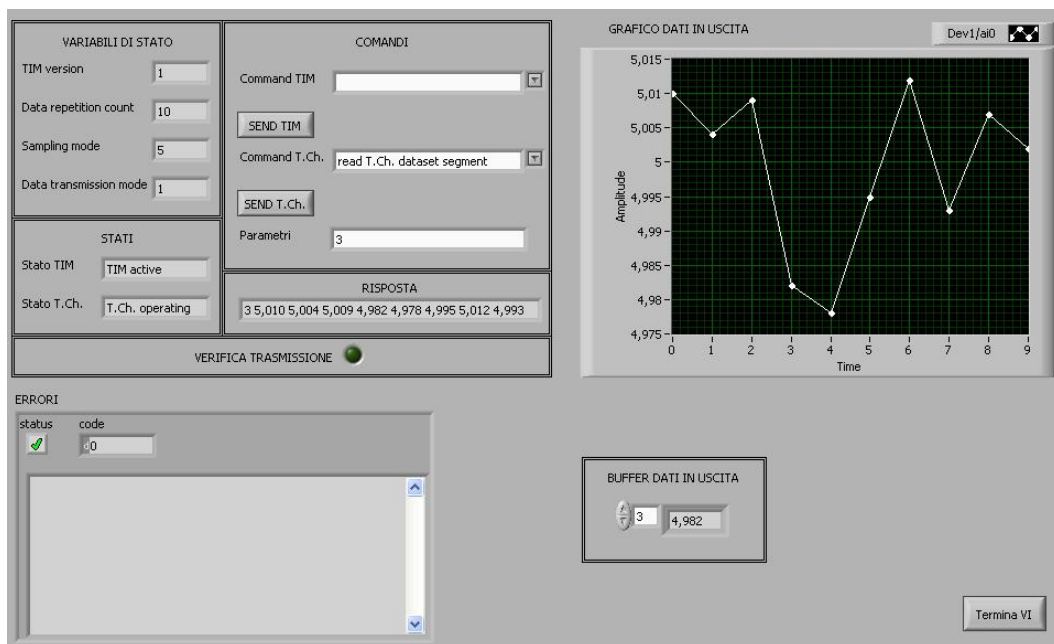 VARIABILI DI STATO
TIM version
1
Data repetition count
10
Sampling mode
5
Data transmission mode
1
STATI
Stato TIM
TIM active
Stato T.Ch.
T.Ch. operating
COMANDI
Command TIM
SEND TIM
Command T.Ch.
read T.Ch. dataset segment
SEND T.Ch.
Parametri
3
RISPOSTA
3 5,010 5,004 5,009 4,982 4,978 4,995 5,012 4,993
VERIFICA TRASMISSIONE
GRAFICO DATI IN USCITA
Dev1/ai0
5,015
5,01
5,005
5
4,995
4,99
4,985
4,98
4,975
Amplitude
0 1 2 3 4 5 6 7 8 9
Time
ERRORI
status
code
0
BUFFER DATI IN USCITA
3
4,982
Termina VI